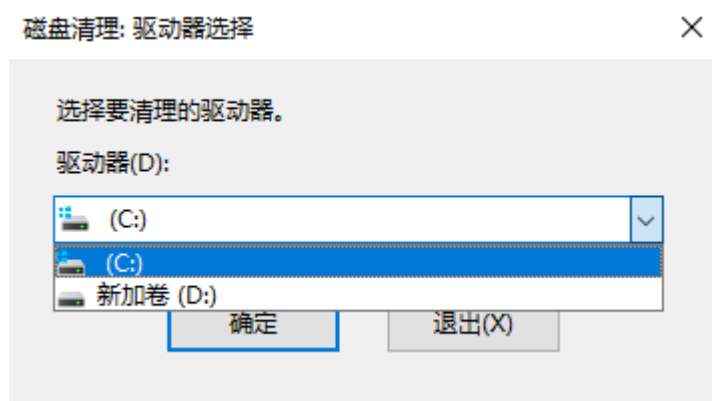 磁盘清理: 驱动器选择
选择要清理的驱动器。
驱动器(D):
(C:)
(C:)
新加卷 (D:)
确定 退出(X)